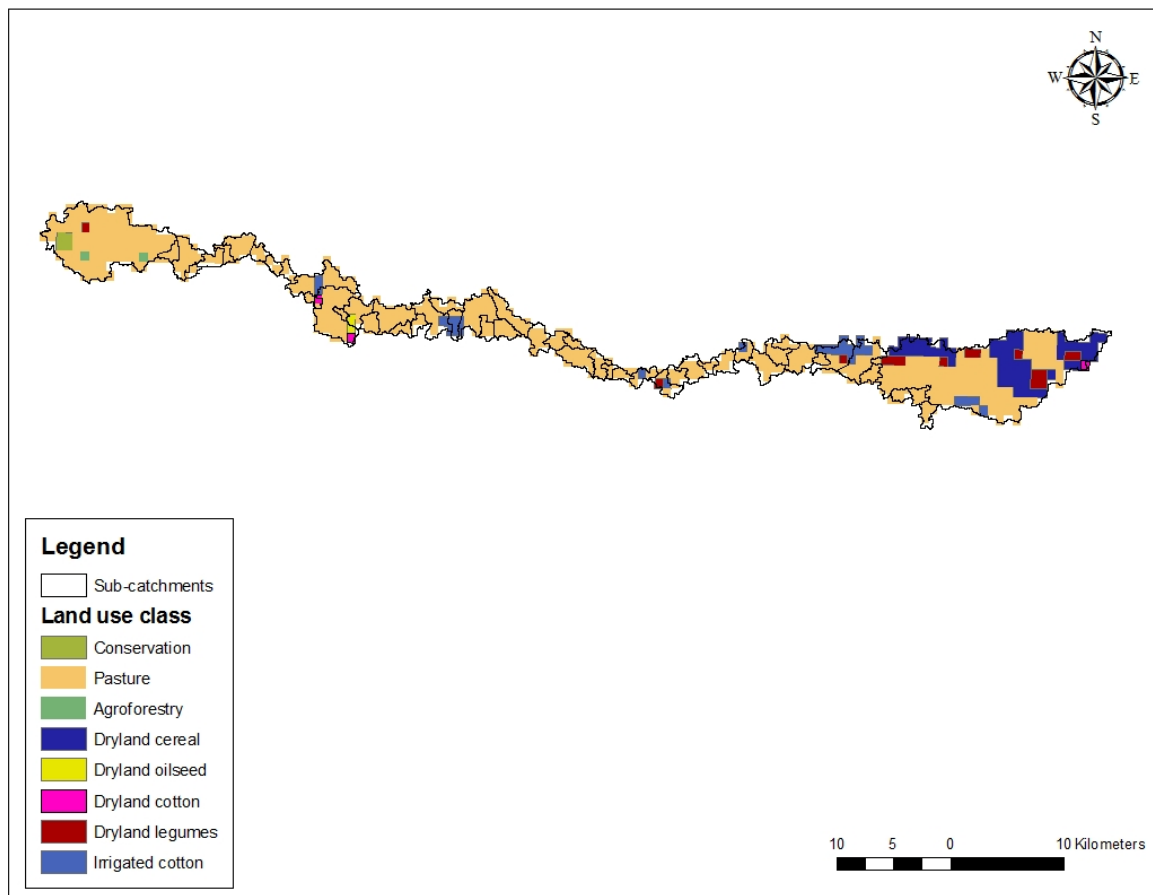 N
W E
S
Legend
Sub-catchments
Land use class
Conservation
Pasture
Agroforestry
Dryland cereal
Dryland oilseed
Dryland cotton
Dryland legumes
Irrigated cotton
10 5 0 10 Kilometers